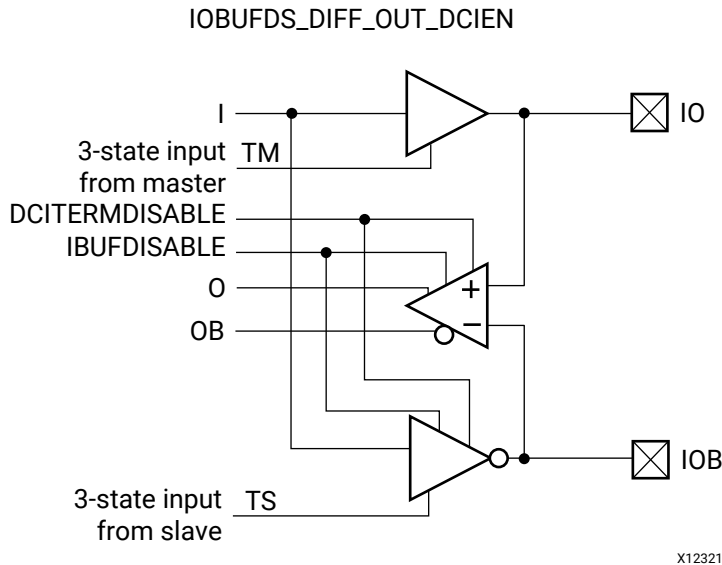 IOBUFDS_DIFF_OUT_DCIEN
I
IO
3-state input
from master
TM
DCITERMDISABLE
IBUFDISABLE
O
+
OB
−
IOB
3-state input
from slave
TS
X12321